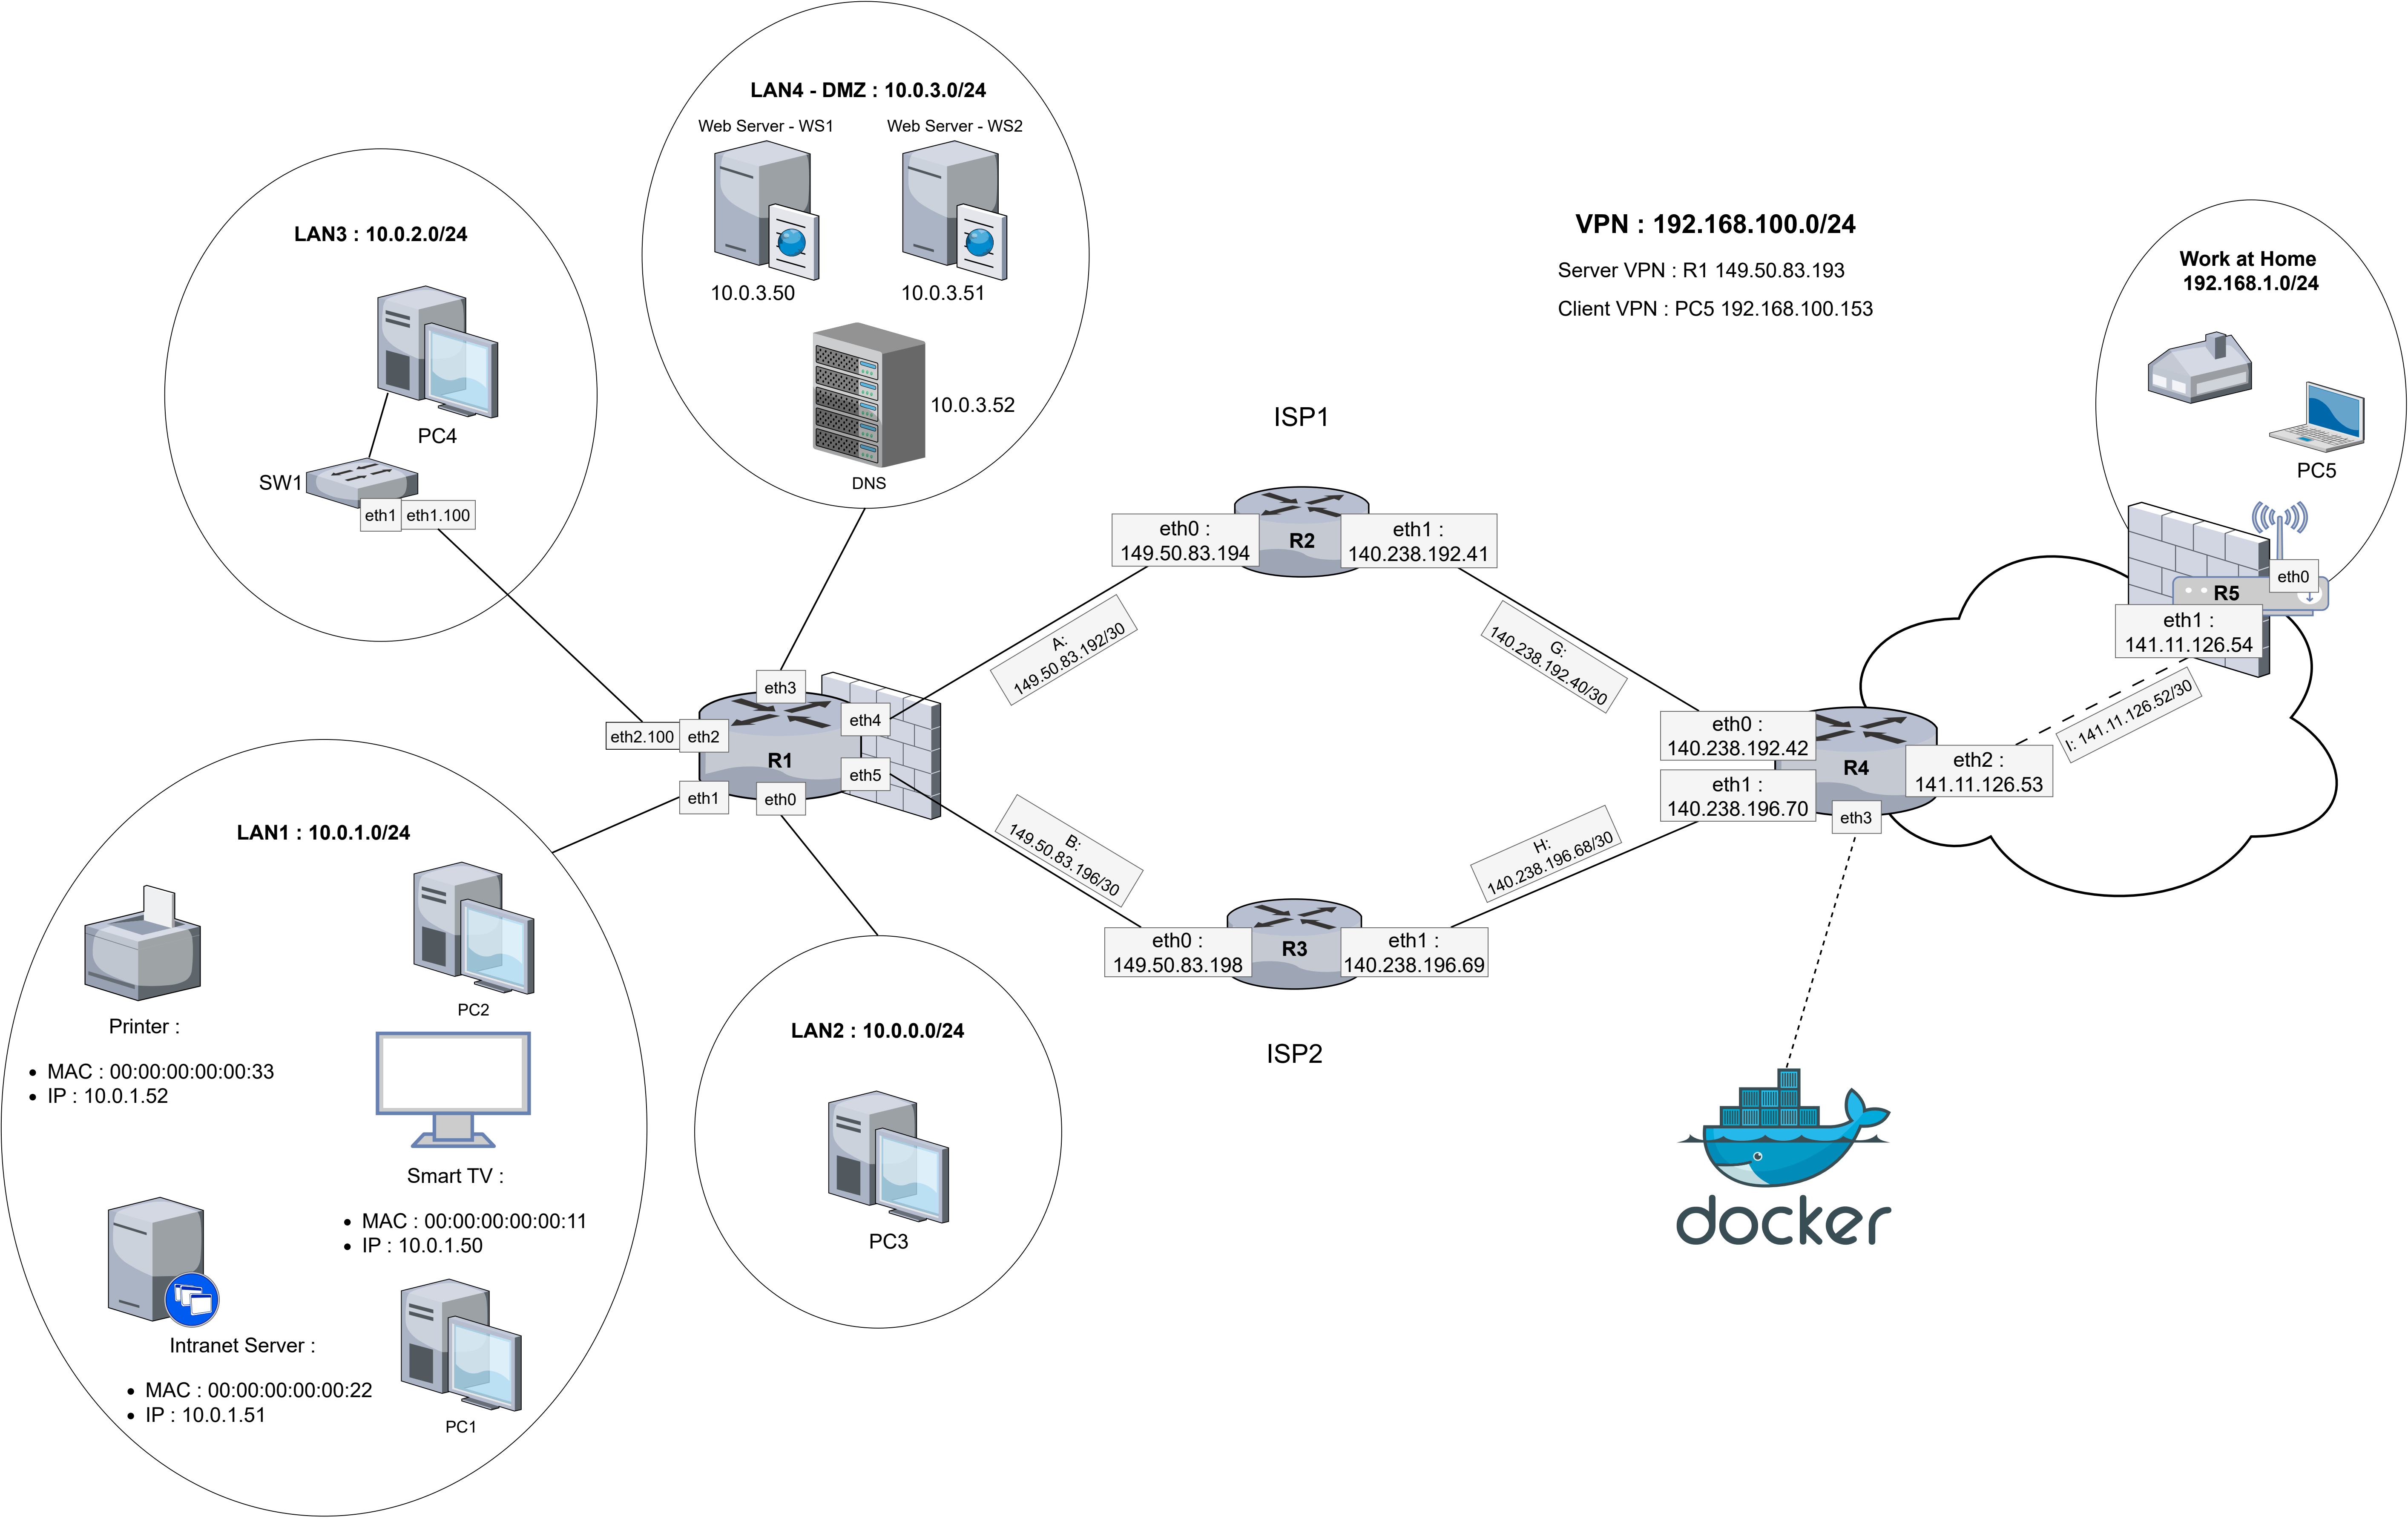 LAN4 - DMZ : 10.0.3.0/24
Web Server - WS1
Web Server - WS2
10.0.3.50
10.0.3.51
10.0.3.52
DNS
LAN3 : 10.0.2.0/24
PC4
SW1
eth1
eth1.100
VPN : 192.168.100.0/24
Server VPN : R1 149.50.83.193
Client VPN : PC5 192.168.100.153
Work at Home
192.168.1.0/24
PC5
ISP1
eth0 :
149.50.83.194
R2
eth1 :
140.238.192.41
eth0
R5
eth1 :
141.11.126.54
A:
149.50.83.192/30
G:
140.238.192.40/30
I: 141.11.126.52/30
eth3
eth4
eth2.100
eth2
R1
eth5
eth1
eth0
eth0 :
140.238.192.42
R4
eth1 :
140.238.196.70
eth2 :
141.11.126.53
eth3
B:
149.50.83.196/30
H:
140.238.196.68/30
eth0 :
149.50.83.198
R3
eth1 :
140.238.196.69
ISP2
LAN1 : 10.0.1.0/24
PC2
Printer :
• MAC : 00:00:00:00:00:33
• IP : 10.0.1.52
Smart TV :
• MAC : 00:00:00:00:00:11
• IP : 10.0.1.50
Intranet Server :
• MAC : 00:00:00:00:00:22
• IP : 10.0.1.51
PC1
LAN2 : 10.0.0.0/24
PC3
docker